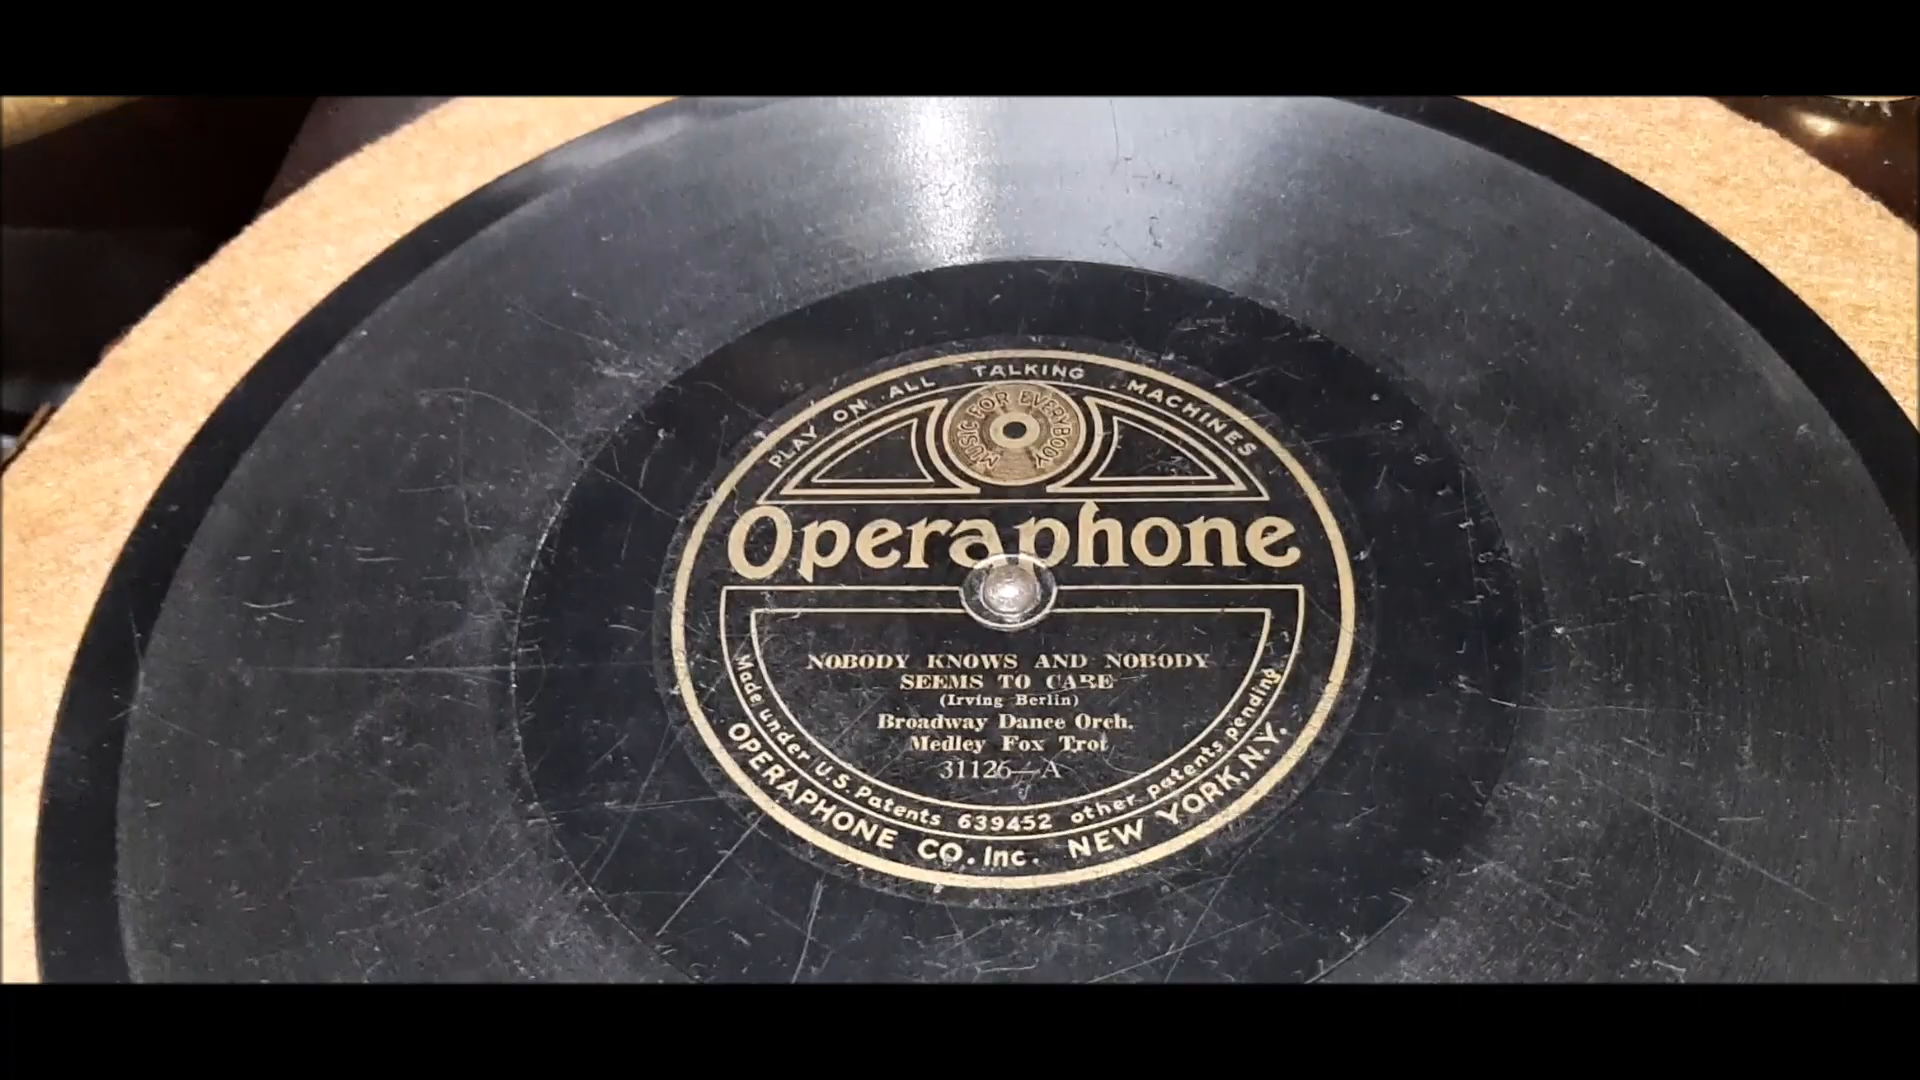 PLAY ON ALL TALKING MACHINES
MUSIC FOR EVERYBODY
Operaphone
NOBODY KNOWS AND NOBODY
SEEMS TO CARE
(Irving Berlin)
Broadway Dance Orch.
Medley Fox Trot
31126—A
Made under U.S. Patents 639452 other patents pending
OPERAPHONE CO. Inc. NEW YORK, N.Y.